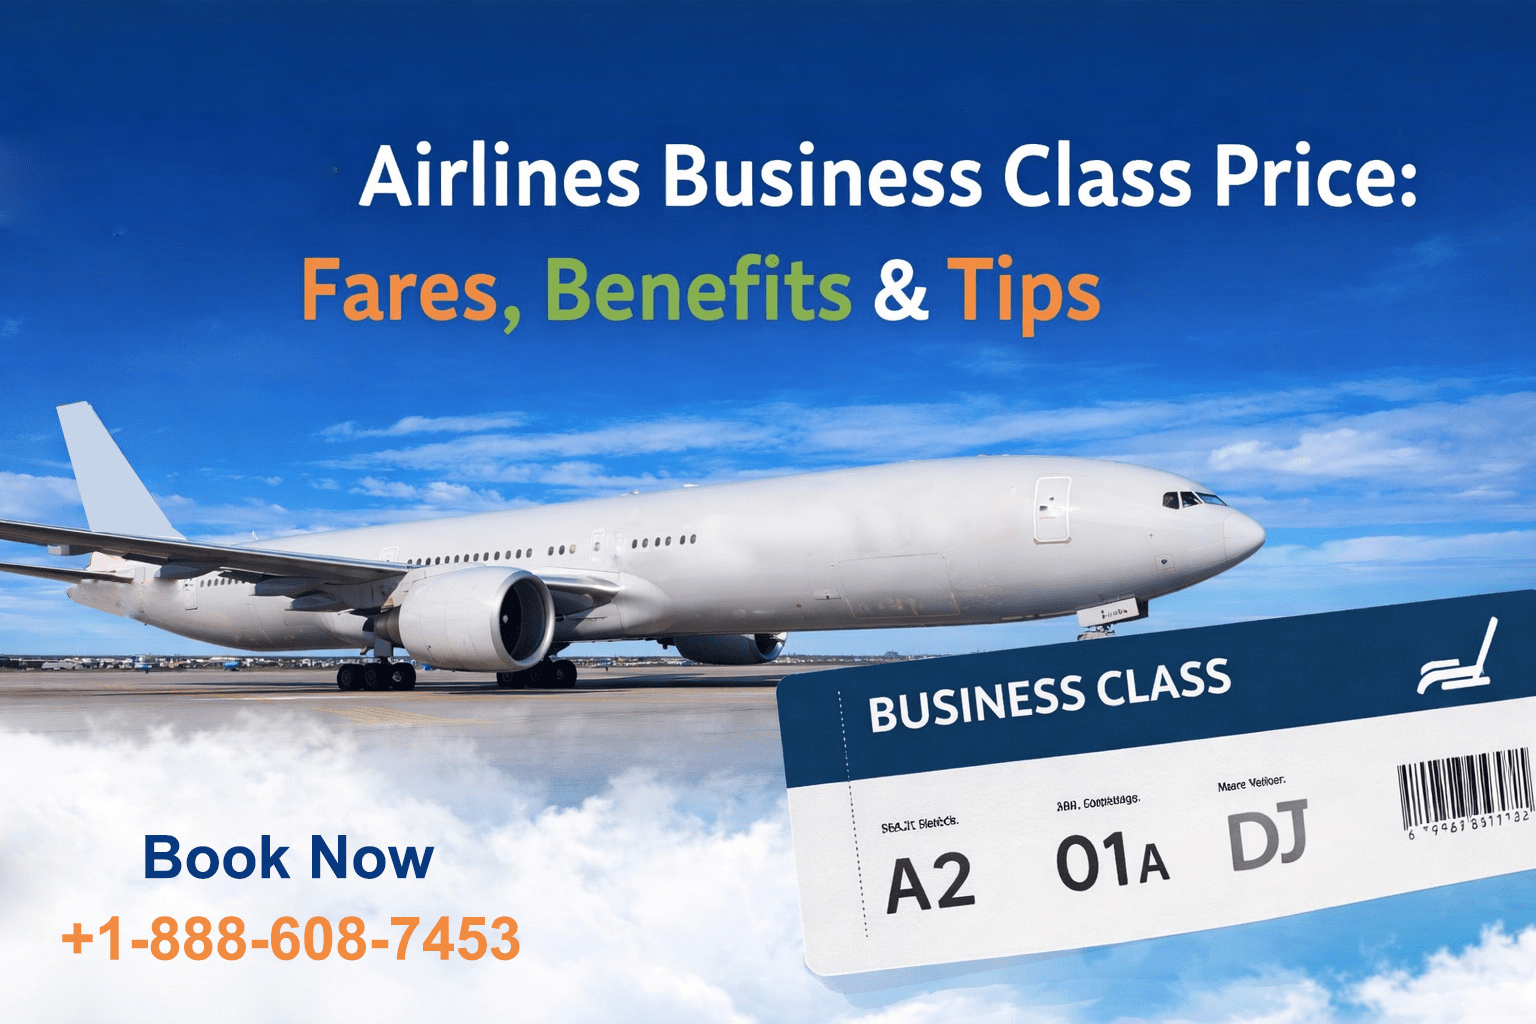 Airlines Business Class Price:
Fares, Benefits & Tips
BUSINESS CLASS
A2
01A
DJ
Book Now
+1-888-608-7453